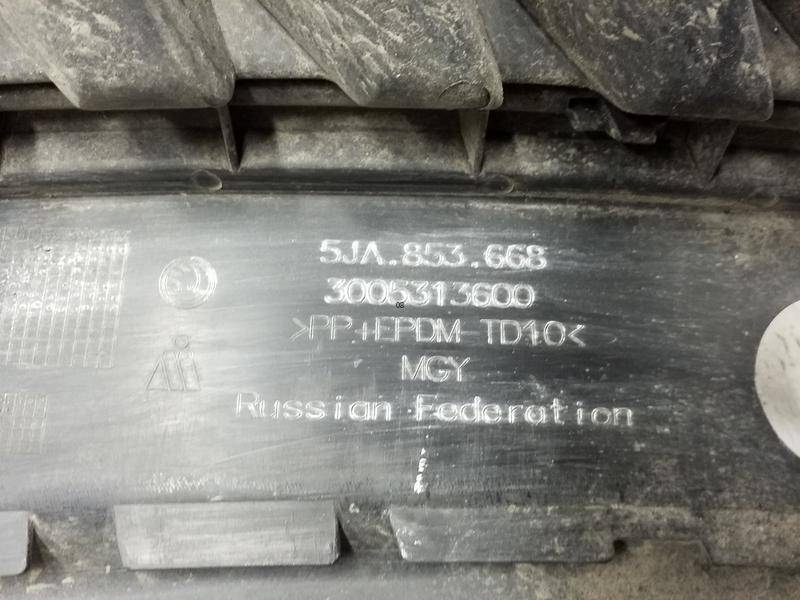 5JA.853.668
3005313600
>PP+EPDM-TD10<
MGY
Russian Federation